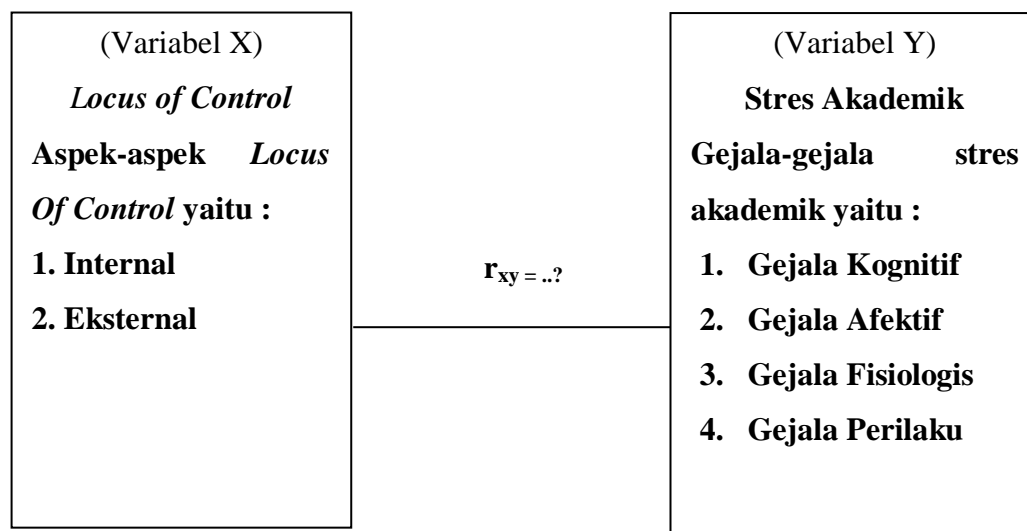 (Variabel X)
Locus of Control
Aspek-aspek Locus
Of Control yaitu :
1. Internal
2. Eksternal
rxy = ..?
(Variabel Y)
Stres Akademik
Gejala-gejala stres
akademik yaitu :
1. Gejala Kognitif
2. Gejala Afektif
3. Gejala Fisiologis
4. Gejala Perilaku